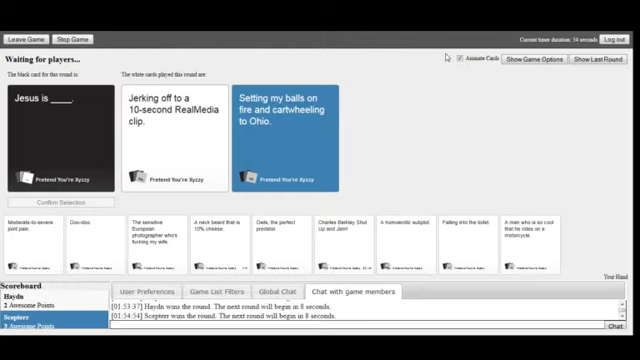 Leave Game Stop Game Current timer duration: 54 seconds Log out
Waiting for players... Animate Cards Show Game Options Show Last Round
The black card for this round is: The white cards played this round are:
Jesus is ____.
Pretend You're Xyzzy
Jerking off to a
10-second RealMedia
clip.
Pretend You're Xyzzy
Setting my balls on
fire and cartwheeling
to Ohio.
Pretend You're Xyzzy
Confirm Selection
Moderate-to-severe
joint pain.
Doo-doo.
The sensitive
European
photographer who's
fucking my wife.
A neck beard that is
10% cheese.
Owls, the perfect
predator.
Charles Barkley Shut
Up and Jam!
A homoerotic subplot.
Falling into the toilet.
A man who is so cool
that he rides on a
motorcycle.
Your Hand
Scoreboard
Haydn
2 Awesome Points
Scepterr
3 Awesome Points
User Preferences Game List Filters Global Chat Chat with game members
[01:53:37] Haydn wins the round. The next round will begin in 8 seconds.
[01:54:54] Scepterr wins the round. The next round will begin in 8 seconds.
Chat